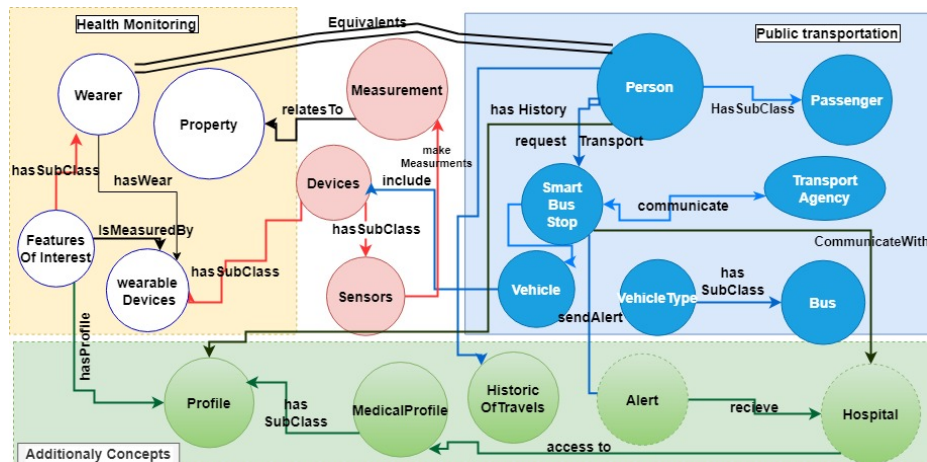 Health Monitoring
Equivalents
Public transportation
Wearer
Measurement
Person
Property
relatesTo
has History
HasSubClass
Passenger
make
Measurments
request
Transport
hasSubClass
hasWear
Devices
include
Smart
Bus
Stop
Transport
Agency
communicate
Features
Of Interest
IsMeasuredBy
hasSubClass
hasSubClass
CommunicateWith
wearable
Devices
Sensors
Vehicle
VehicleType
has
SubClass
Bus
sendAlert
hasProfile
Profile
has
SubClass
MedicalProfile
Historic
OfTravels
Alert
recieve
Hospital
access to
Additionaly Concepts